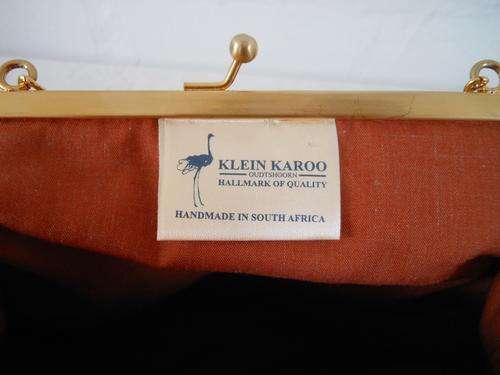 KLEIN KAROO
OUDTSHOORN
HALLMARK OF QUALITY
HANDMADE IN SOUTH AFRICA